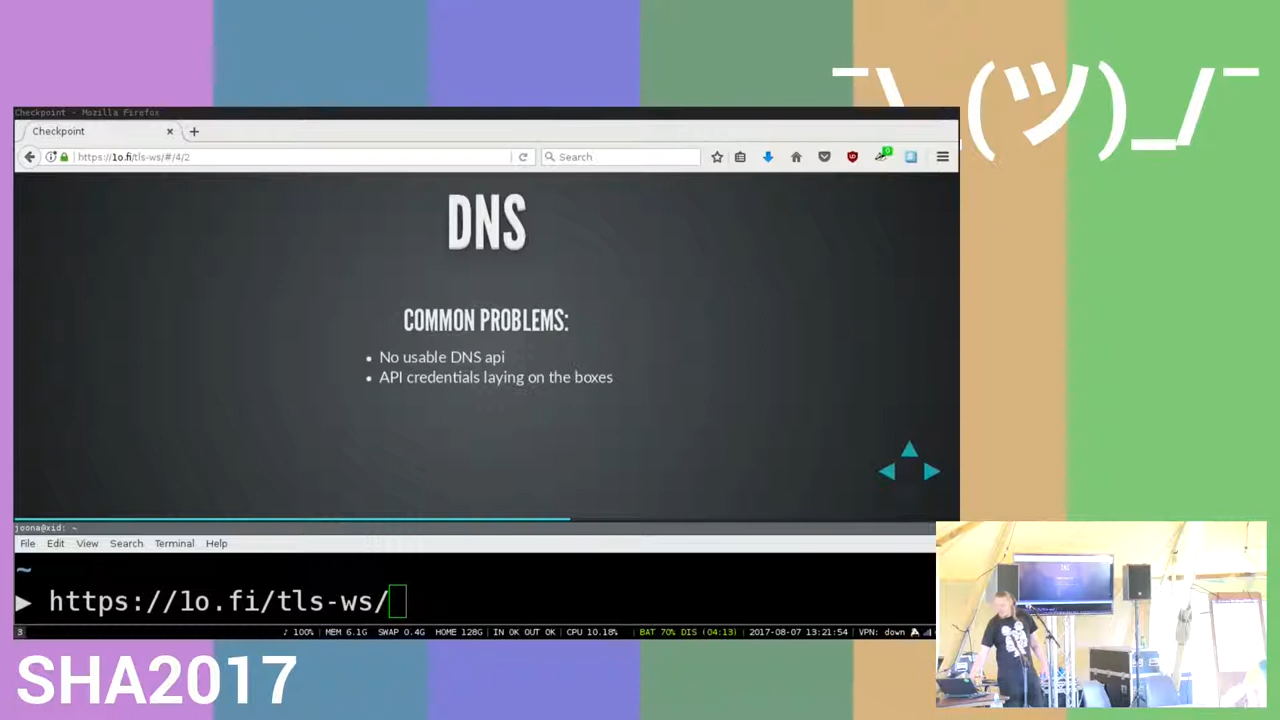 ¯\_(ツ)_/¯
Checkpoint - Mozilla Firefox
Checkpoint
https://1o.fi/tls-ws/#/4/2
Search
DNS
COMMON PROBLEMS:
No usable DNS api
API credentials laying on the boxes
joona@xid: ~
File Edit View Search Terminal Help
~
https://1o.fi/tls-ws/
3 ♪ 100% | MEM 6.1G SWAP 0.4G HOME 128G | IN OK OUT OK | CPU 10.18% | BAT 70% DIS (04:13) | 2017-08-07 13:21:54 | VPN: down
SHA2017